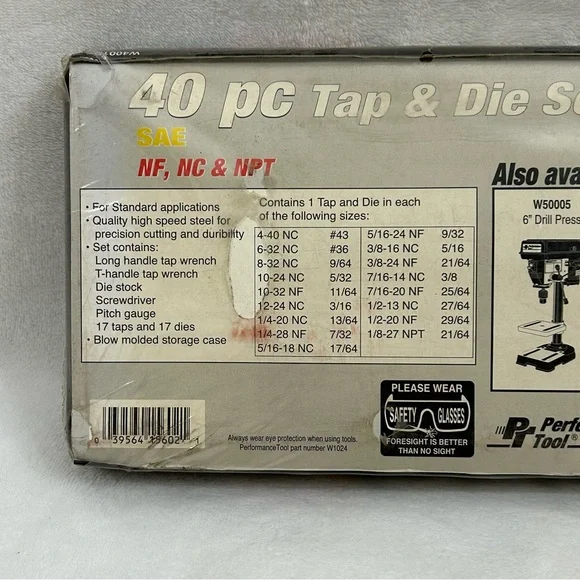 40 pc Tap & Die
SAE
NF, NC & NPT
• For Standard applications
• Quality high speed steel for
precision cutting and duribility
• Set contains:
Long handle tap wrench
T-handle tap wrench
Die stock
Screwdriver
Pitch gauge
17 taps and 17 dies
• Blow molded storage case
Contains 1 Tap and Die in each
of the following sizes:
4-40 NC #43 5/16-24 NF 9/32
6-32 NC #36 3/8-16 NC 5/16
8-32 NC 9/64 3/8-24 NF 21/64
10-24 NC 5/32 7/16-14 NC 3/8
10-32 NF 11/64 7/16-20 NF 25/64
12-24 NC 3/16 1/2-13 NC 27/64
1/4-20 NC 13/64 1/2-20 NF 29/64
1/4-28 NF 7/32 1/8-27 NPT 21/64
5/16-18 NC 17/64
Also
W50005
6" Drill Press
PLEASE WEAR
SAFETY GLASSES
FORESIGHT IS BETTER
THAN NO SIGHT
Always wear eye protection when using tools.
PerformanceTool part number W1024
0 39564 1
PT
Tool®